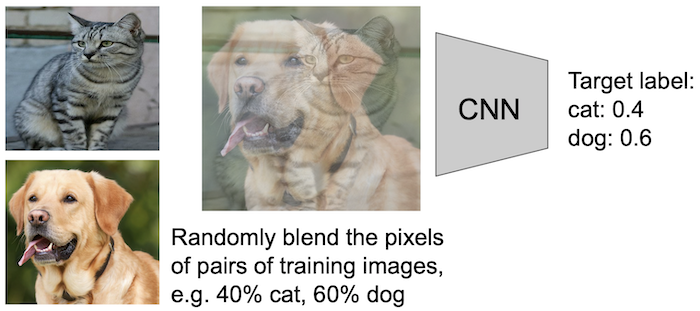 CNN
Target label:
cat: 0.4
dog: 0.6
Randomly blend the pixels
of pairs of training images,
e.g. 40% cat, 60% dog